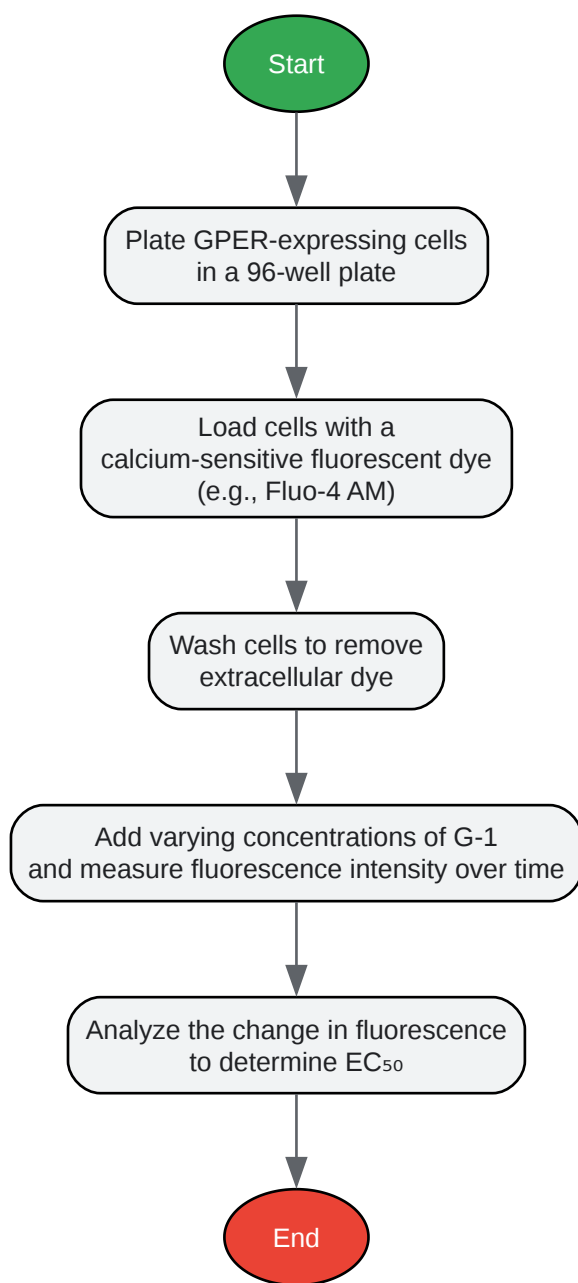 Start
Plate GPER-expressing cells
in a 96-well plate
Load cells with a
calcium-sensitive fluorescent dye
(e.g., Fluo-4 AM)
Wash cells to remove
extracellular dye
Add varying concentrations of G-1
and measure fluorescence intensity over time
Analyze the change in fluorescence
to determine EC₅₀
End